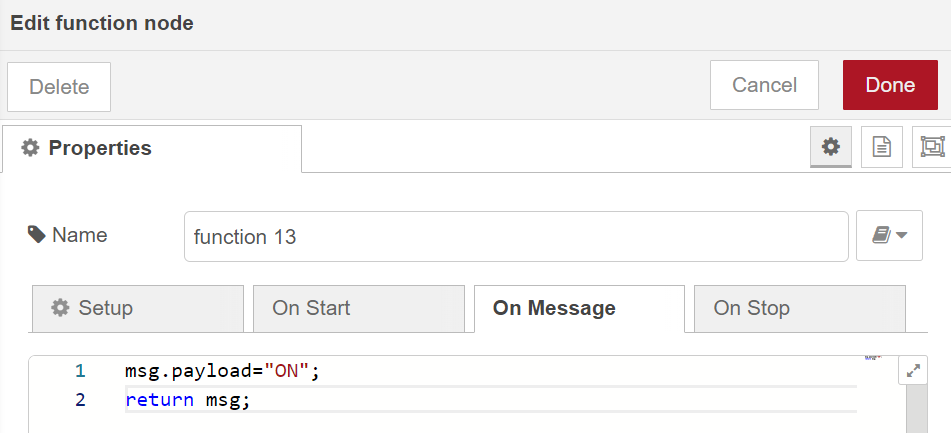 Edit function node
Delete Cancel Done
Properties
Name function 13
Setup On Start On Message On Stop
1 msg.payload="ON";
2 return msg;